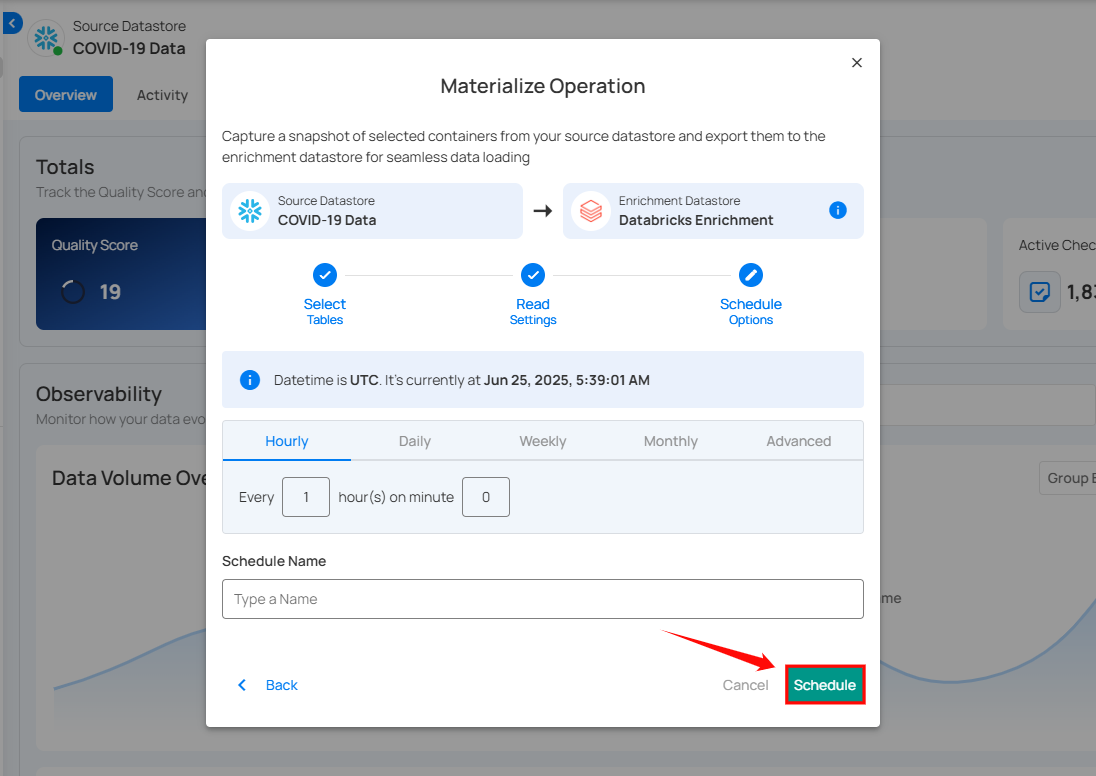 Source Datastore
COVID-19 Data
Overview
Activity
Totals
Track the Quality Score and
Quality Score
19
Active Chec
1,83
Observability
Monitor how your data evo
Data Volume Ove
Group
Materialize Operation
Capture a snapshot of selected containers from your source datastore and export them to the
enrichment datastore for seamless data loading
Source Datastore
COVID-19 Data
Enrichment Datastore
Databricks Enrichment
Select
Tables
Read
Settings
Schedule
Options
Datetime is UTC. It's currently at Jun 25, 2025, 5:39:01 AM
Hourly
Daily
Weekly
Monthly
Advanced
Every 1 hour(s) on minute 0
Schedule Name
Type a Name
me
Back
Cancel
Schedule